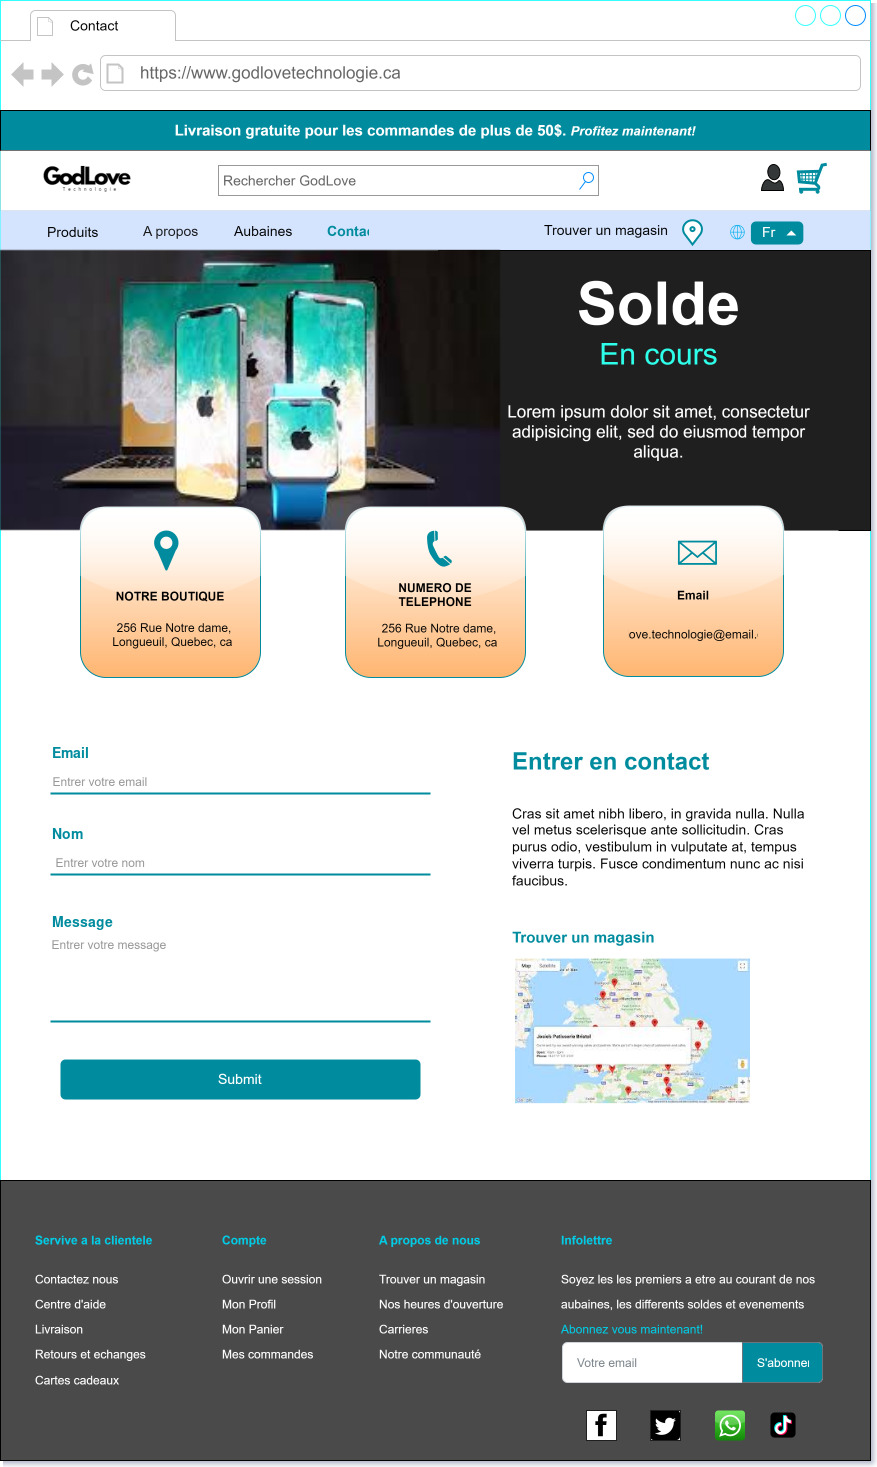 Contact
https://www.godlovetechnologie.ca
Livraison gratuite pour les commandes de plus de 50$. Profitez maintenant!
GodLove
Technologie
Rechercher GodLove
Produits
A propos
Aubaines
Contac
Trouver un magasin
Fr
Solde
En cours
Lorem ipsum dolor sit amet, consectetur
adipisicing elit, sed do eiusmod tempor
aliqua.
NOTRE BOUTIQUE
256 Rue Notre dame,
Longueuil, Quebec, ca
NUMERO DE
TELEPHONE
256 Rue Notre dame,
Longueuil, Quebec, ca
Email
ove.technologie@email.
Email
Entrer votre email
Nom
Entrer votre nom
Message
Entrer votre message
Submit
Entrer en contact
Cras sit amet nibh libero, in gravida nulla. Nulla
vel metus scelerisque ante sollicitudin. Cras
purus odio, vestibulum in vulputate at, tempus
viverra turpis. Fusce condimentum nunc ac nisi
faucibus.
Trouver un magasin
Map
Satellite
Josie's Patisserie Bristol
Servive a la clientele
Contactez nous
Centre d'aide
Livraison
Retours et echanges
Cartes cadeaux
Compte
Ouvrir une session
Mon Profil
Mon Panier
Mes commandes
A propos de nous
Trouver un magasin
Nos heures d'ouverture
Carrieres
Notre communauté
Infolettre
Soyez les les premiers a etre au courant de nos
aubaines, les differents soldes et evenements
Abonnez vous maintenant!
Votre email
S'abonner